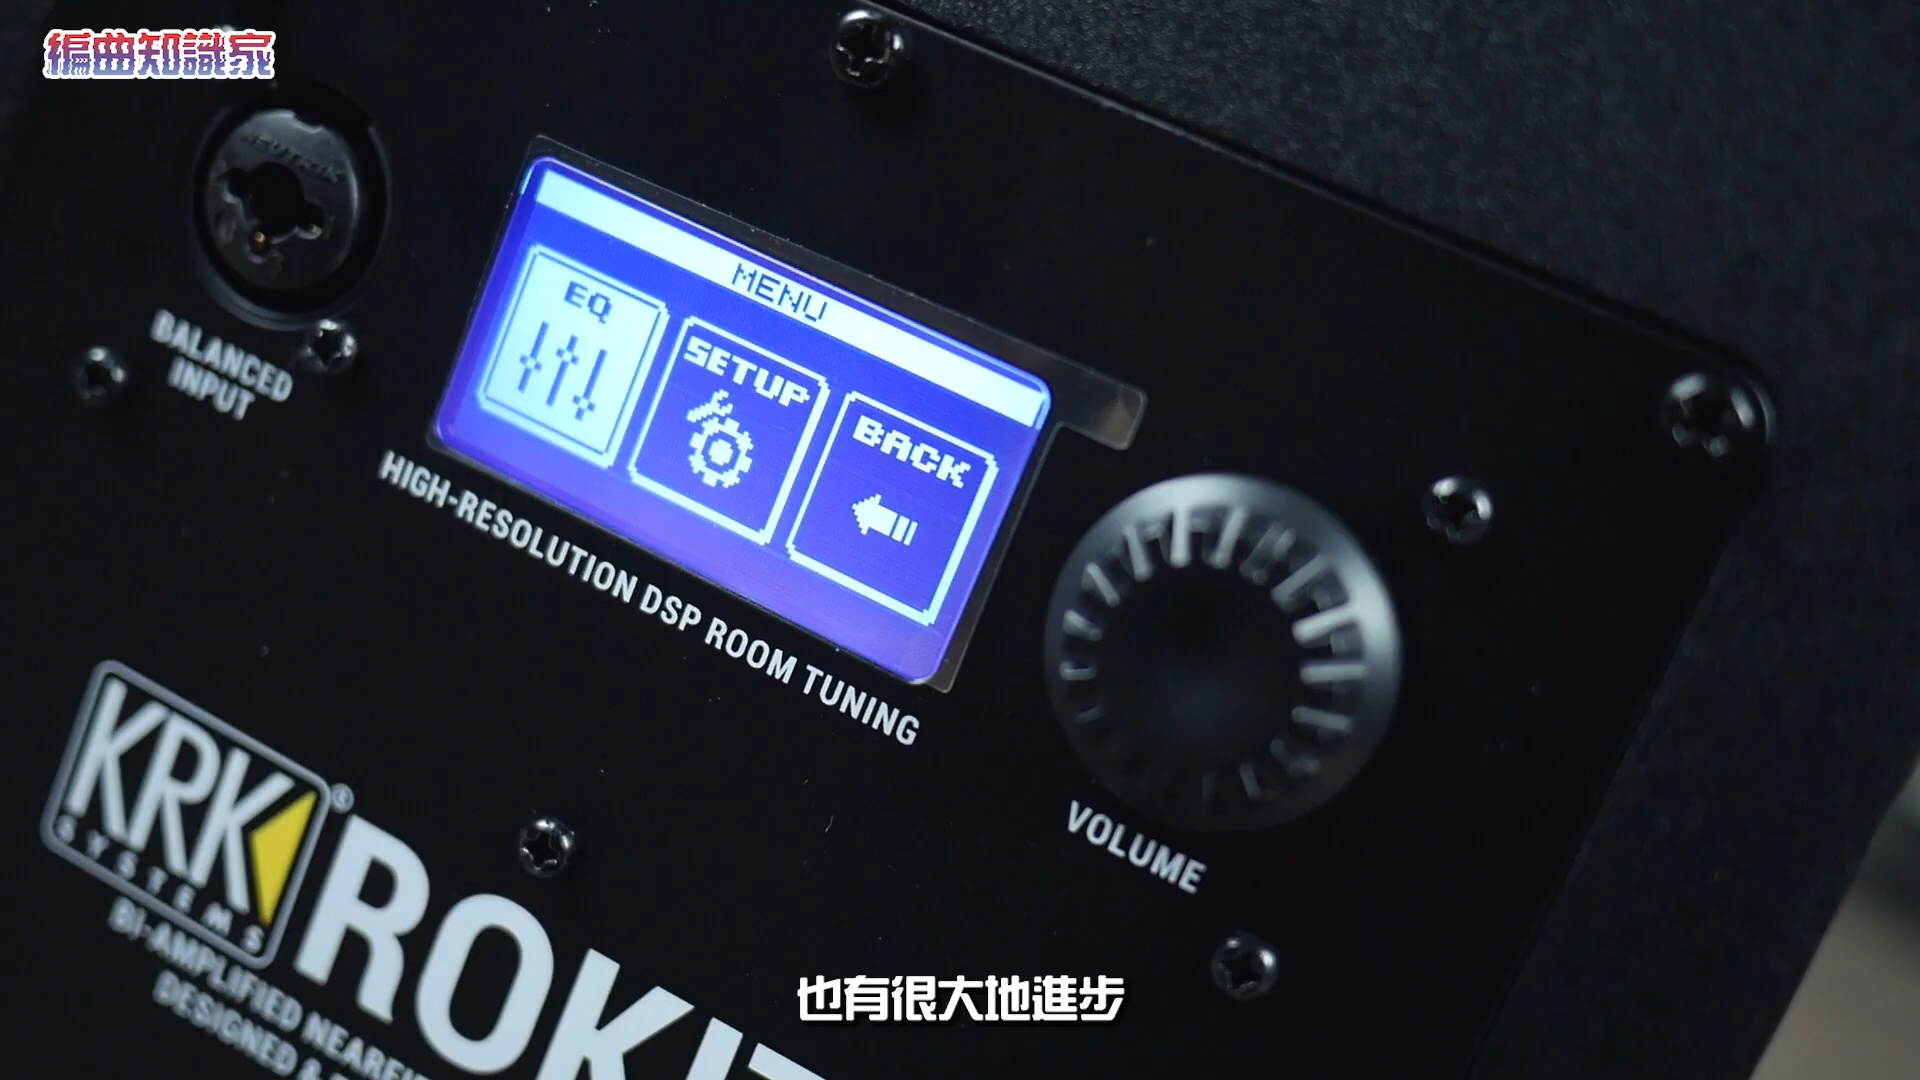 編曲知識家
NEUTRIK
BALANCED
INPUT
MENU
EQ
SETUP
BACK
HIGH-RESOLUTION DSP ROOM TUNING
VOLUME
KRK
SYSTEMS
®
ROKIT
BI-AMPLIFIED
DESIGNED &
也有很大地進步